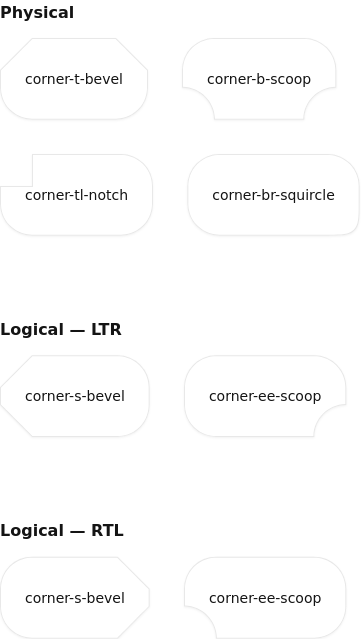 Physical
corner-t-bevel
corner-b-scoop
corner-tl-notch
corner-br-squircle
Logical — LTR
corner-s-bevel
corner-ee-scoop
Logical — RTL
corner-s-bevel
corner-ee-scoop